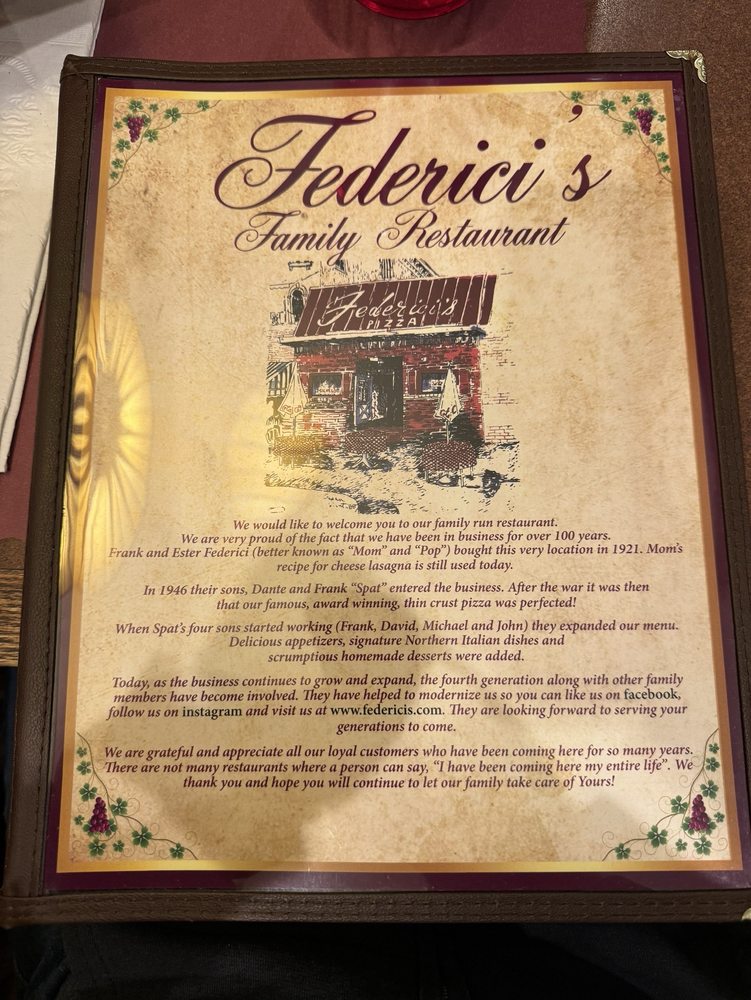 Federici's
Family Restaurant
Federici's
PIZZA
We would like to welcome you to our family run restaurant.
We are very proud of the fact that we have been in business for over 100 years.
Frank and Ester Federici (better known as “Mom” and “Pop”) bought this very location in 1921. Mom’s
recipe for cheese lasagna is still used today.
In 1946 their sons, Dante and Frank “Spat” entered the business. After the war it was then
that our famous, award winning, thin crust pizza was perfected!
When Spat’s four sons started working (Frank, David, Michael and John) they expanded our menu.
Delicious appetizers, signature Northern Italian dishes and
scrumptious homemade desserts were added.
Today, as the business continues to grow and expand, the fourth generation along with other family
members have become involved. They have helped to modernize us so you can like us on facebook,
follow us on instagram and visit us at www.federicis.com. They are looking forward to serving your
generations to come.
We are grateful and appreciate all our loyal customers who have been coming here for so many years.
There are not many restaurants where a person can say, “I have been coming here my entire life”. We
thank you and hope you will continue to let our family take care of Yours!